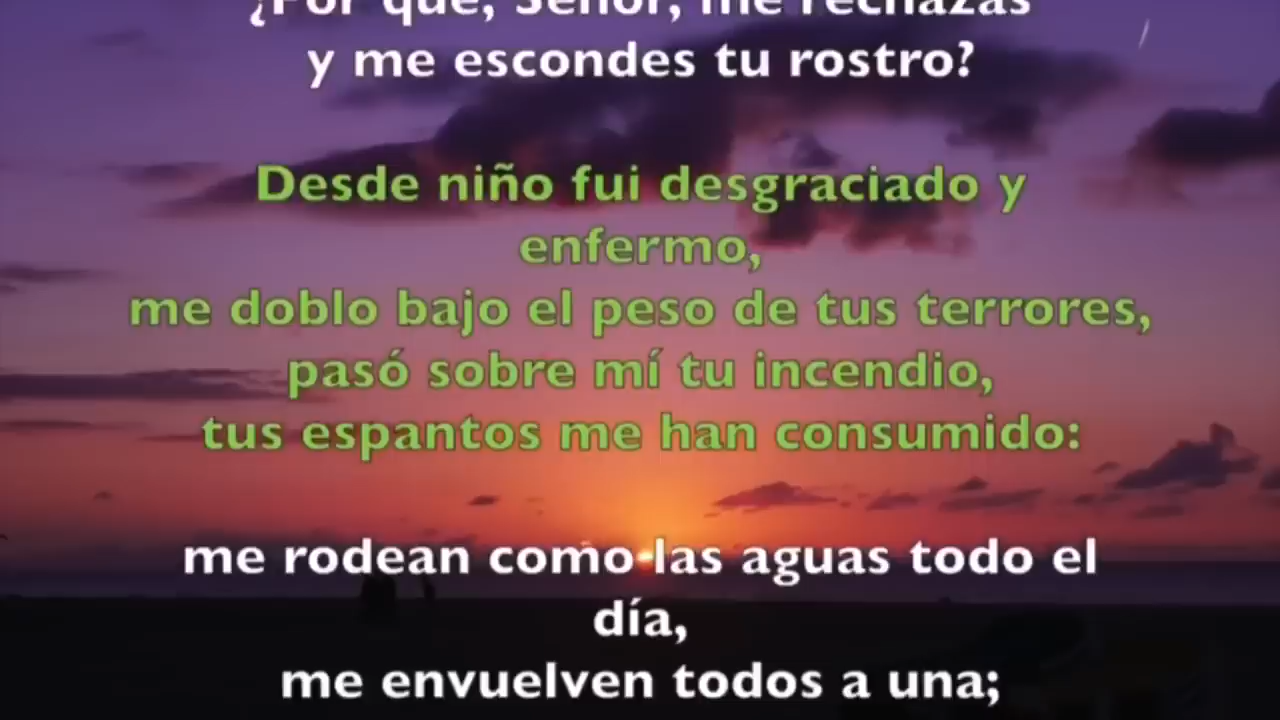 ¿Por qué, Señor, me rechazas
y me escondes tu rostro?
Desde niño fui desgraciado y
enfermo,
me doblo bajo el peso de tus terrores,
pasó sobre mí tu incendio,
tus espantos me han consumido:
me rodean como las aguas todo el
día,
me envuelven todos a una;